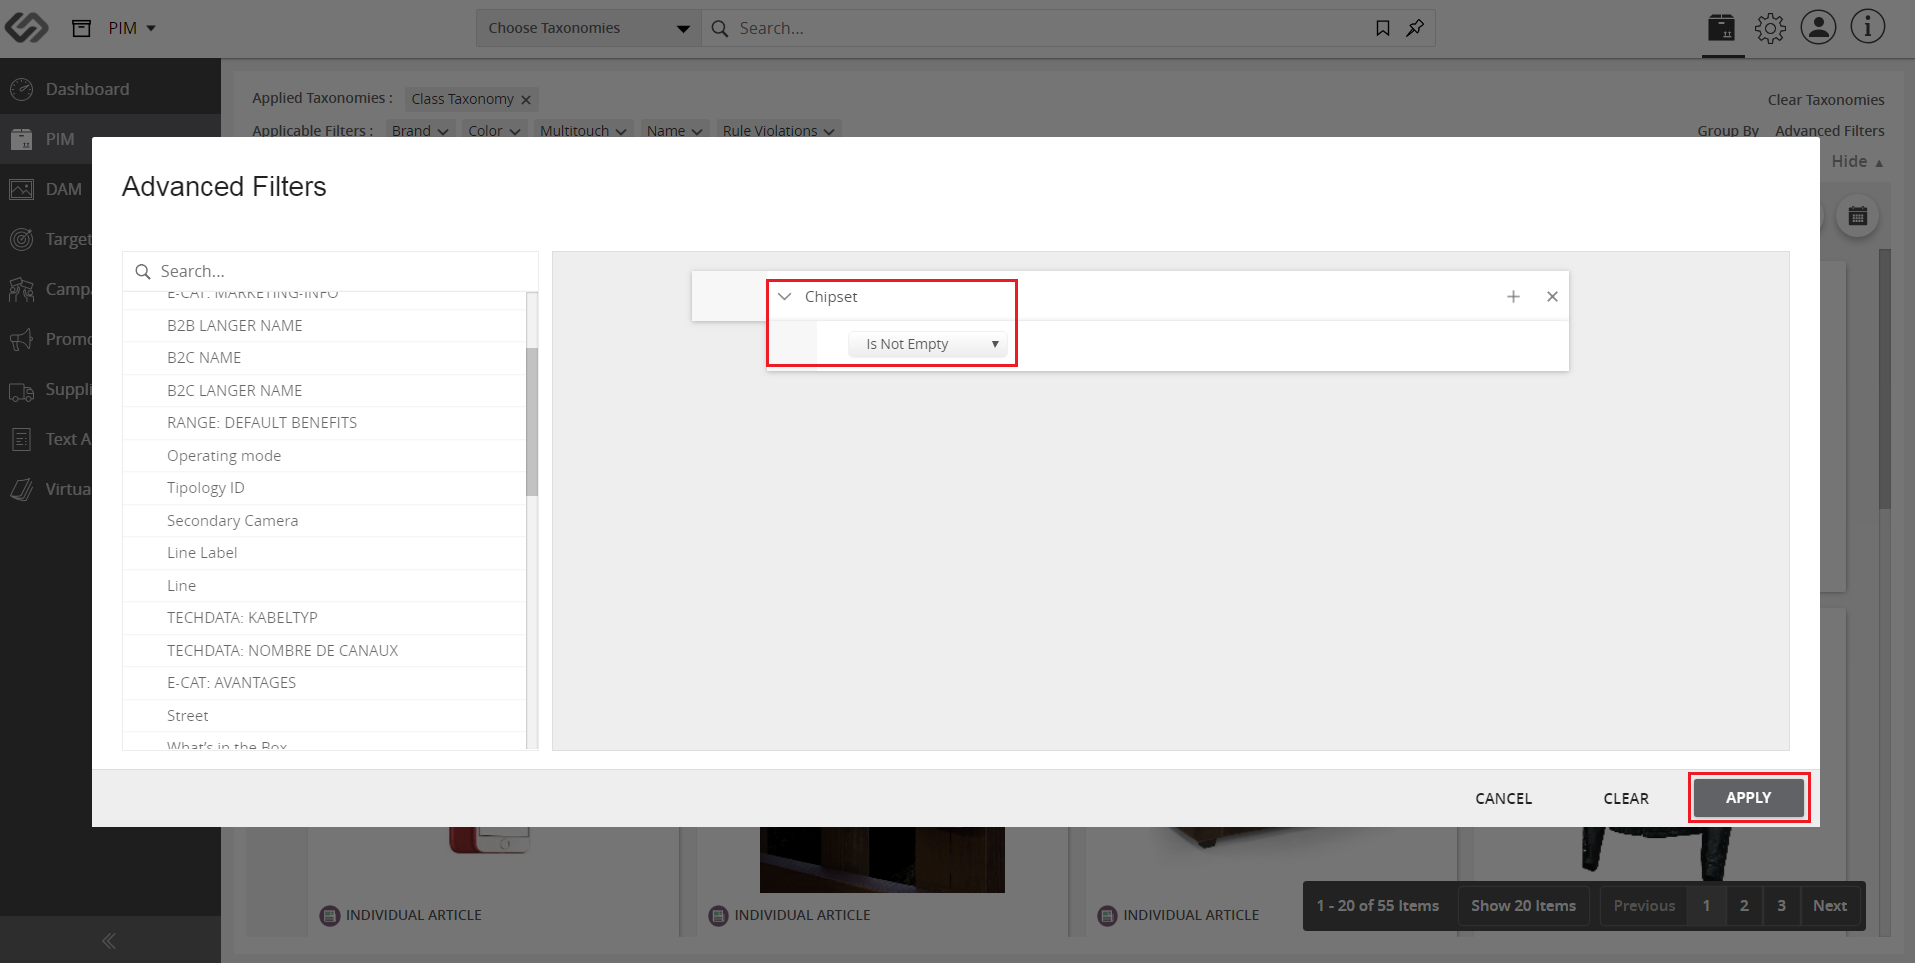 PIM
Choose Taxonomies
Search...
Dashboard
PIM
DAM
Target
Campa
Promo
Suppli
Text A
Virtua
Applied Taxonomies :
Class Taxonomy
Clear Taxonomies
Applicable Filters :
Brand
Color
Multitouch
Name
Rule Violations
Group By
Advanced Filters
Hide
Advanced Filters
Search...
E-CAT: MARKETING-INFO
B2B LANGER NAME
B2C NAME
B2C LANGER NAME
RANGE: DEFAULT BENEFITS
Operating mode
Tipology ID
Secondary Camera
Line Label
Line
TECHDATA: KABELTYP
TECHDATA: NOMBRE DE CANAUX
E-CAT: AVANTAGES
Street
What's in the Box
Chipset
Is Not Empty
CANCEL
CLEAR
APPLY
INDIVIDUAL ARTICLE
INDIVIDUAL ARTICLE
INDIVIDUAL ARTICLE
1 - 20 of 55 Items
Show 20 Items
Previous
1
2
3
Next